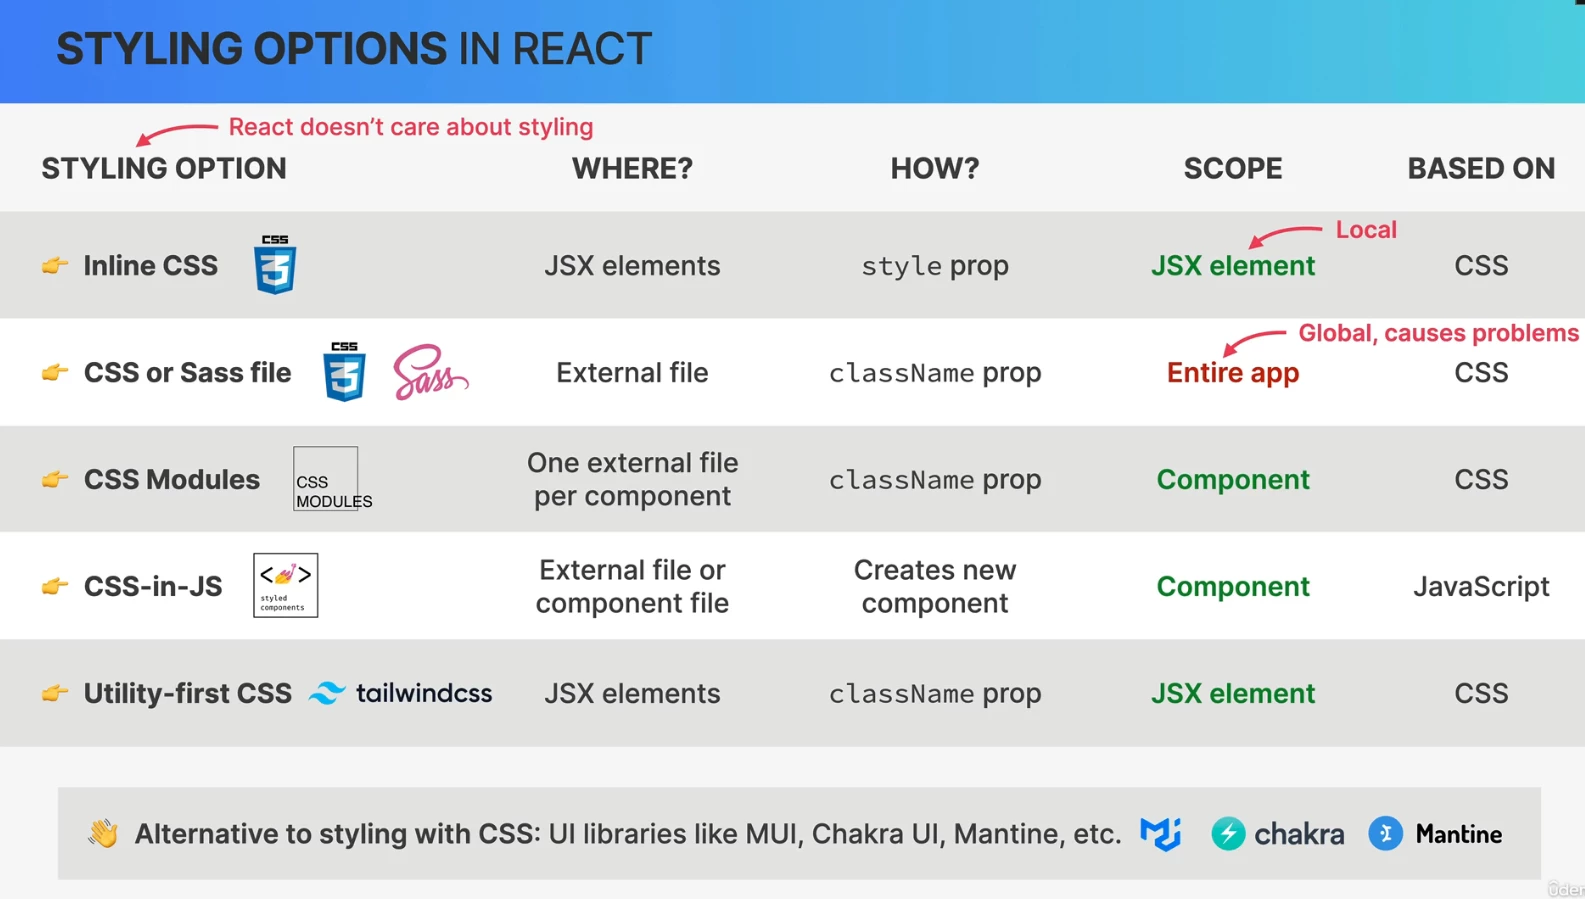 STYLING OPTIONS IN REACT
React doesn’t care about styling
STYLING OPTION WHERE? HOW? SCOPE BASED ON
Local
👉 Inline CSS CSS 3 JSX elements style prop JSX element CSS
Global, causes problems
👉 CSS or Sass file CSS 3 Sass External file className prop Entire app CSS
👉 CSS Modules CSS MODULES One external file per component className prop Component CSS
👉 CSS-in-JS < 💅 > styled components External file or component file Creates new component Component JavaScript
👉 Utility-first CSS tailwindcss JSX elements className prop JSX element CSS
👋 Alternative to styling with CSS: UI libraries like MUI, Chakra UI, Mantine, etc. chakra Mantine